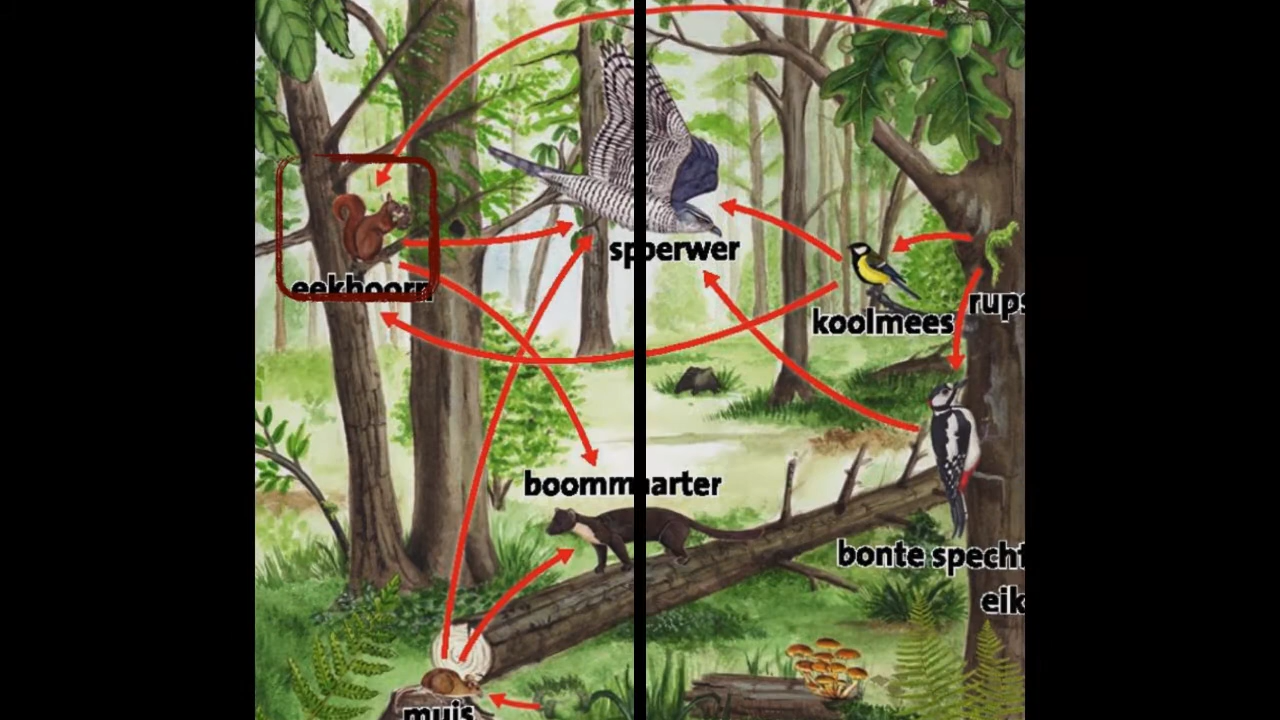 sperwer
eekhoorn
rups
koolmees
boommarter
bonte specht
eik
muis